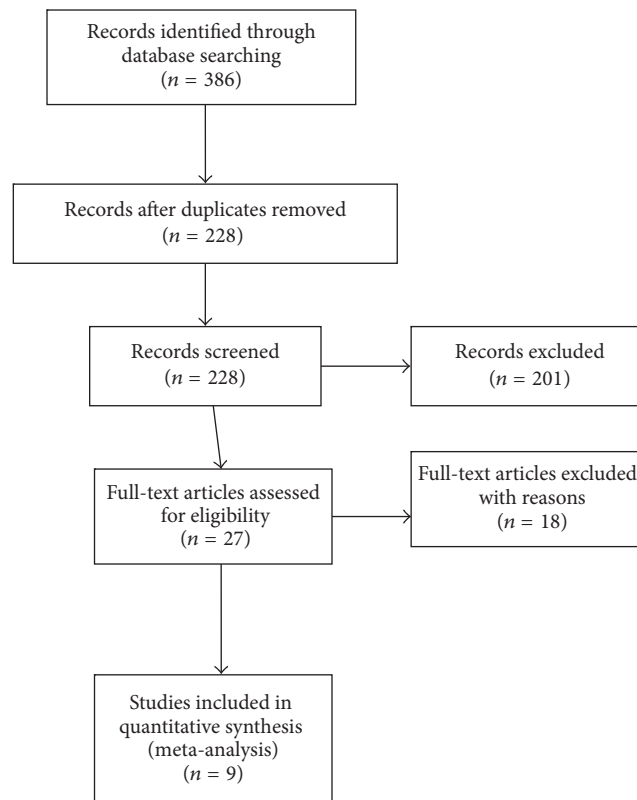 Records identified through
database searching
(n = 386)
Records after duplicates removed
(n = 228)
Records screened
(n = 228)
Records excluded
(n = 201)
Full-text articles assessed
for eligibility
(n = 27)
Full-text articles excluded
with reasons
(n = 18)
Studies included in
quantitative synthesis
(meta-analysis)
(n = 9)